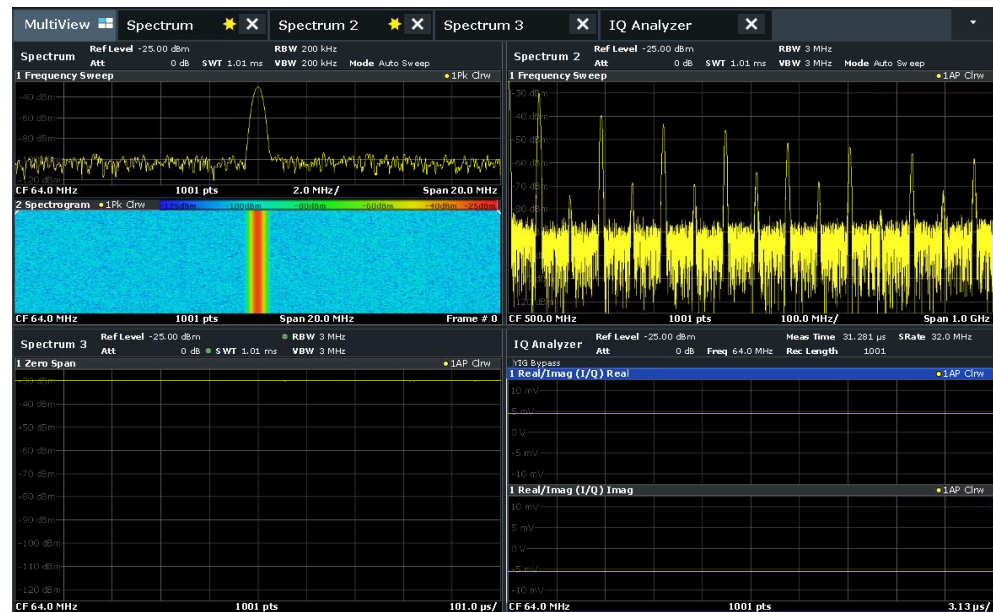 MultiView Spectrum Spectrum 2 Spectrum 3 IQ Analyzer
Spectrum Ref Level -25.00 dBm RBW 200 kHz
Att 0 dB SWT 1.01 ms VBW 200 kHz Mode Auto Sweep
1 Frequency Sweep 1Pk Clrw
-40 dBm
-60 dBm
-80 dBm
CF 64.0 MHz 1001 pts 2.0 MHz/ Span 20.0 MHz
2 Spectrogram 1Pk Clrw -125dBm -100dBm -80dBm -60dBm -40dBm -25dBm
CF 64.0 MHz 1001 pts Span 20.0 MHz Frame # 0
Spectrum 2 Ref Level -25.00 dBm RBW 3 MHz
Att 0 dB SWT 1.01 ms VBW 3 MHz Mode Auto Sweep
1 Frequency Sweep 1AP Clrw
-30 dBm
-40 dBm
-50 dBm
-60 dBm
-70 dBm
-80 dBm
CF 500.0 MHz 1001 pts 100.0 MHz/ Span 1.0 GHz
Spectrum 3 Ref Level -25.00 dBm RBW 3 MHz
Att 0 dB SWT 1.01 ms VBW 3 MHz
1 Zero Span 1AP Clrw
-30 dBm
-40 dBm
-50 dBm
-60 dBm
-70 dBm
-80 dBm
-90 dBm
-100 dBm
-110 dBm
-120 dBm
CF 64.0 MHz 1001 pts 101.0 µs/
IQ Analyzer Ref Level -25.00 dBm Meas Time 31.281 µs SRate 32.0 MHz
Att 0 dB Freq 64.0 MHz Rec Length 1001
YIG Bypass
1 Real/Imag (I/Q) Real 1AP Clrw
10 mV
5 mV
0 V
-5 mV
-10 mV
1 Real/Imag (I/Q) Imag 1AP Clrw
10 mV
5 mV
0 V
-5 mV
-10 mV
CF 64.0 MHz 1001 pts 3.13 µs/